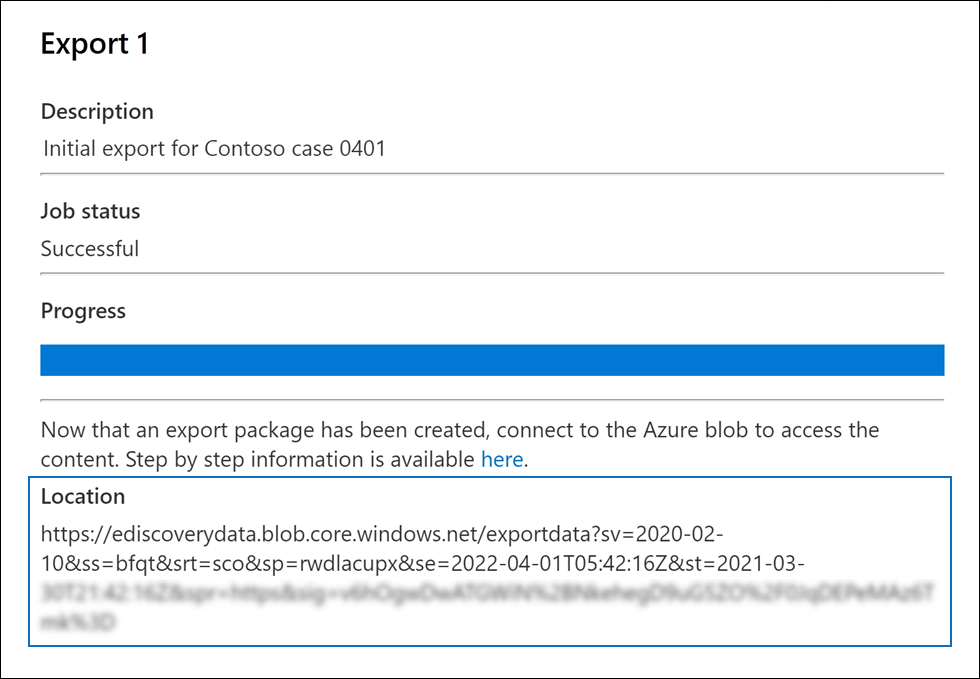 Export 1
Description
Initial export for Contoso case 0401
Job status
Successful
Progress
Now that an export package has been created, connect to the Azure blob to access the
content. Step by step information is available here.
Location
https://ediscoverydata.blob.core.windows.net/exportdata?sv=2020-02-
10&ss=bfqt&srt=sco&sp=rwdlacupx&se=2022-04-01T05:42:16Z&st=2021-03-